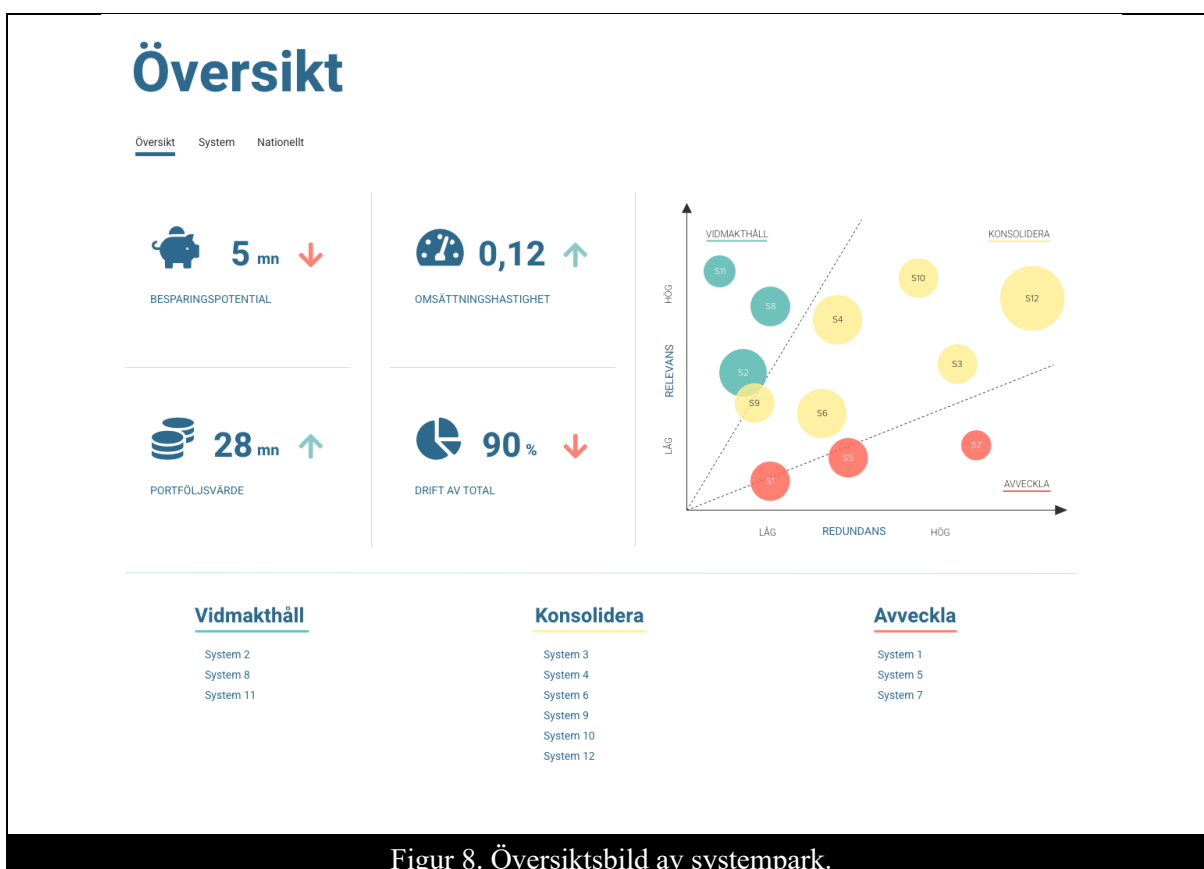 Översikt
Översikt System Nationellt
5 mn
BESPARINGSPOTENTIAL
0,12
OMSÄTTNINGSHASTIGHET
28 mn
PORTFÖLJSVÄRDE
90 %
DRIFT AV TOTAL
VIDMAKTHÅLL
KONSOLIDERA
S11
S10
S12
S8
S4
S3
S2
S9
S6
S7
S5
S1
AVVECKLA
HÖG
RELEVANS
LÅG
LÅG REDUNDANS HÖG
Vidmakthåll
System 2
System 8
System 11
Konsolidera
System 3
System 4
System 6
System 9
System 10
System 12
Avveckla
System 1
System 5
System 7
Figur 8. Översiktsbild av systempark.